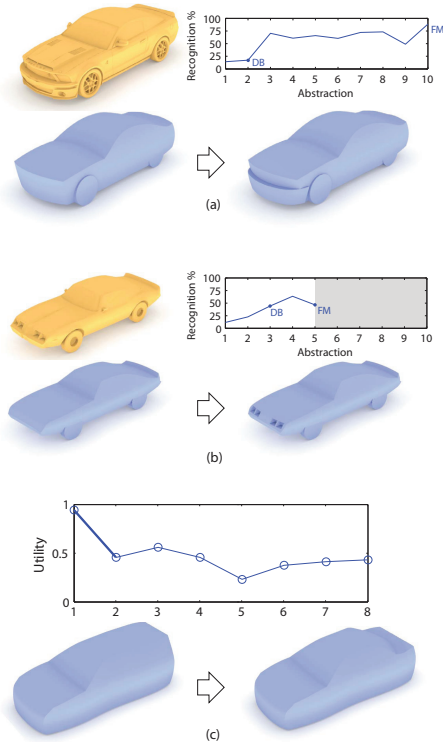 Recognition %
100
75
50
25
0
DB
FM
1 2 3 4 5 6 7 8 9 10
Abstraction
(a)
Recognition %
100
75
50
25
0
DB
FM
1 2 3 4 5 6 7 8 9 10
Abstraction
(b)
Utility
1
0.5
0
1 2 3 4 5 6 7 8
(c)